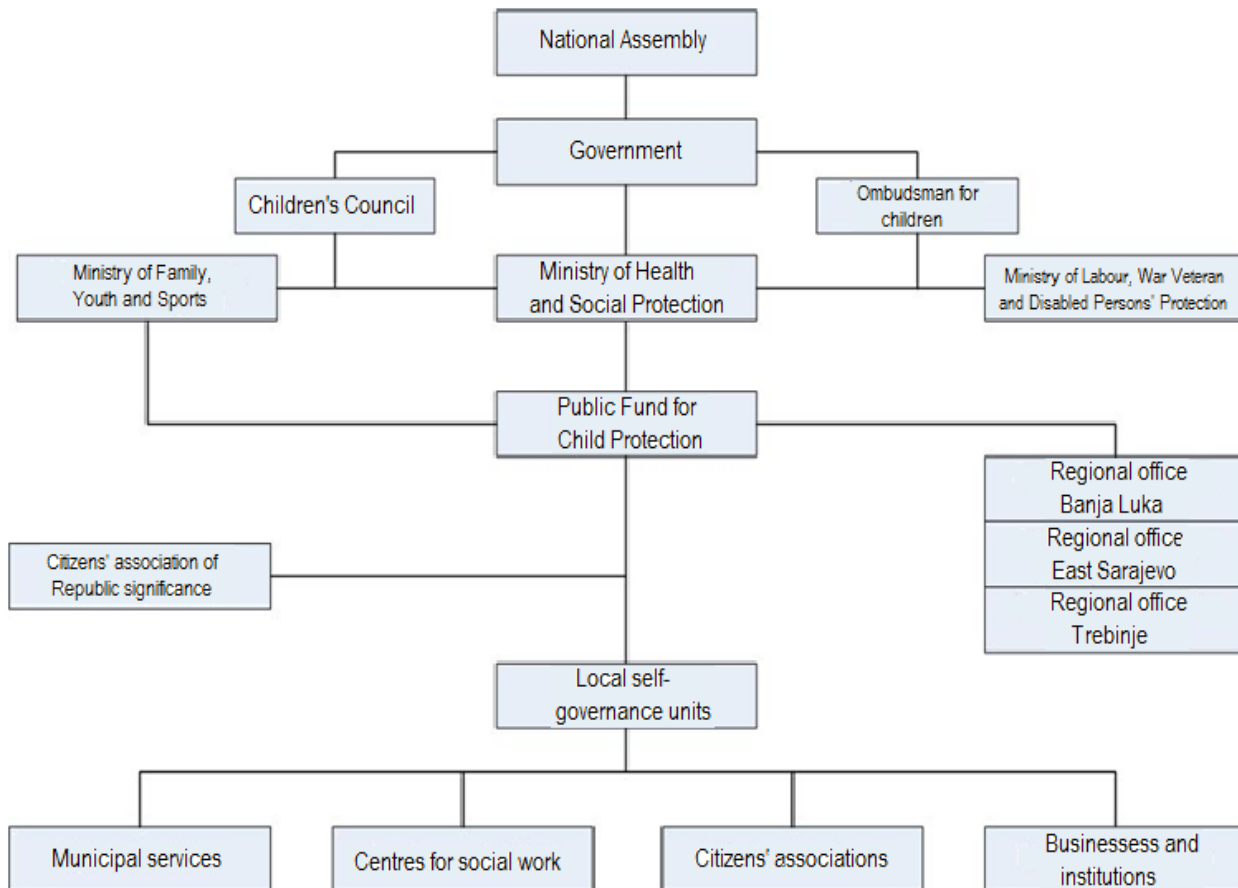 National Assembly
Government
Children's Council
Ombudsman for
children
Ministry of Family,
Youth and Sports
Ministry of Health
and Social Protection
Ministry of Labour, War Veteran
and Disabled Persons' Protection
Public Fund for
Child Protection
Regional office
Banja Luka
Regional office
East Sarajevo
Regional office
Trebinje
Citizens' association of
Republic significance
Local self-
governance units
Municipal services
Centres for social work
Citizens' associations
Businessess and
institutions